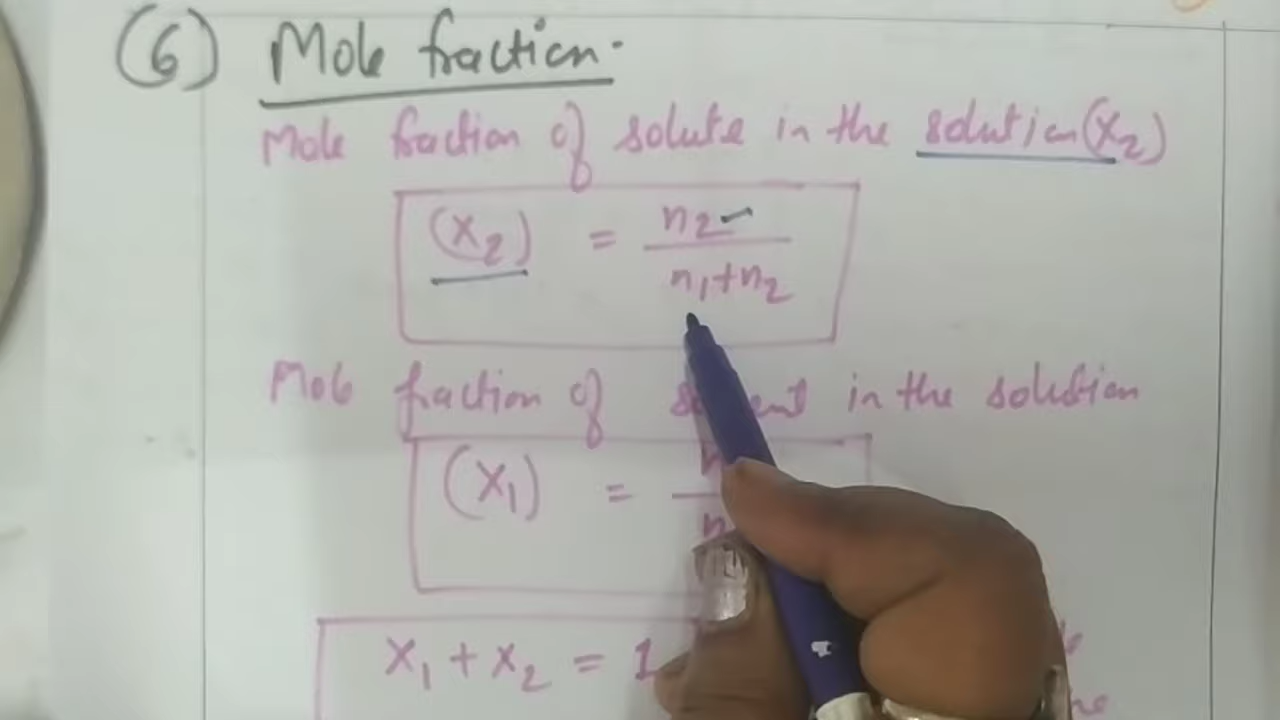 (6) Mole fraction.
Mole fraction of solute in the solution (x₂)
(x₂) = n₂ / n₁+n₂
Mole fraction of solvent in the solution
(x₁) = n / n
x₁ + x₂ = 1